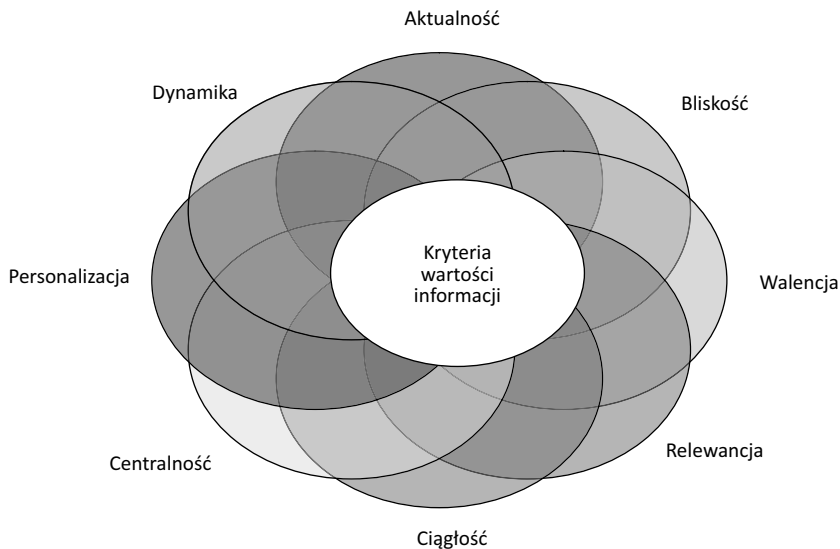 Aktualność
Dynamika
Bliskość
Kryteria
wartości
informacji
Personalizacja
Walencja
Centralność
Relewancja
Ciągłość